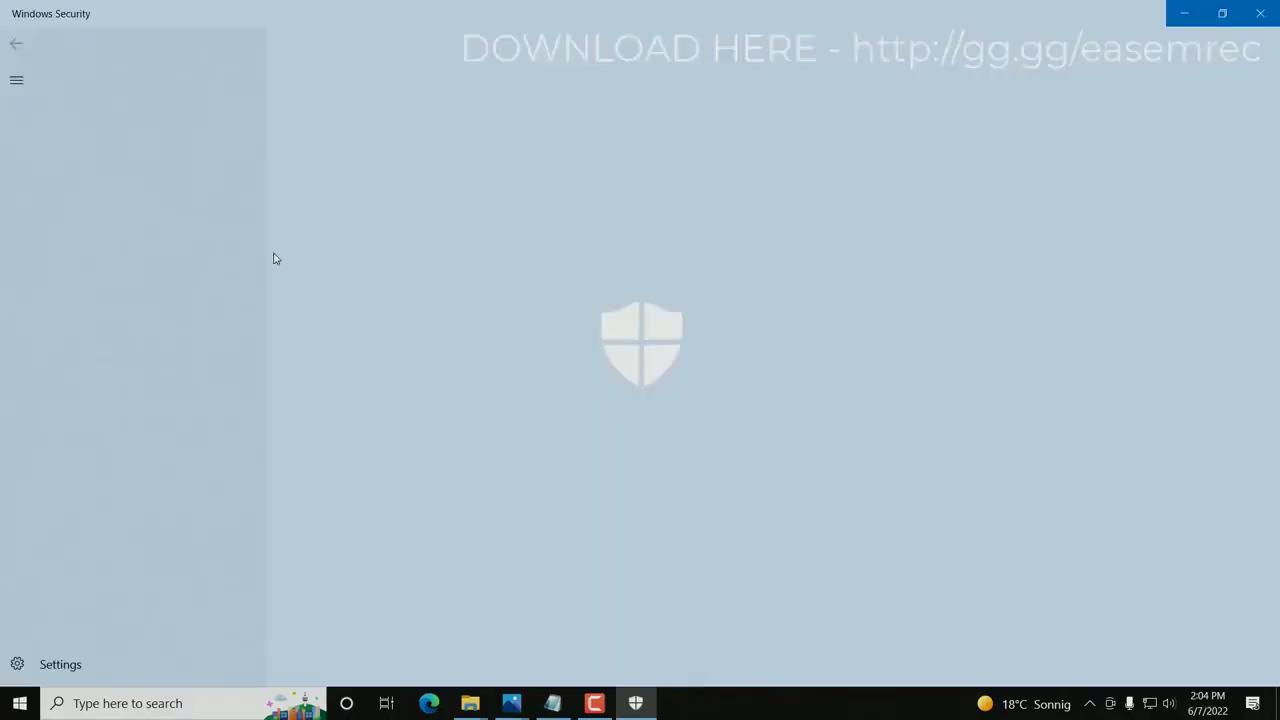 Windows Security
DOWNLOAD HERE - http://gg.gg/easemrec
Settings
Type here to search
18°C Sonnig
2:04 PM
6/7/2022